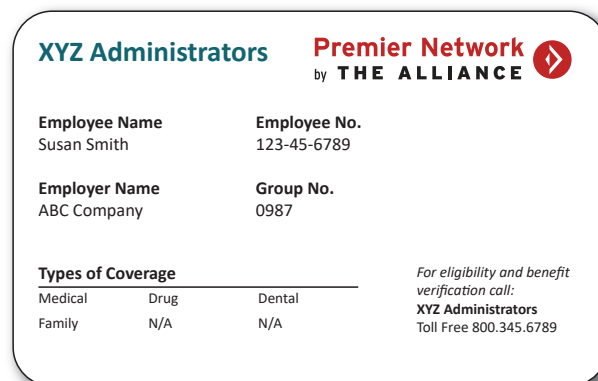 XYZ Administrators
Premier Network
by THE ALLIANCE
Employee Name Employee No.
Susan Smith 123-45-6789
Employer Name Group No.
ABC Company 0987
Types of Coverage
Medical Drug Dental
Family N/A N/A
For eligibility and benefit
verification call:
XYZ Administrators
Toll Free 800.345.6789